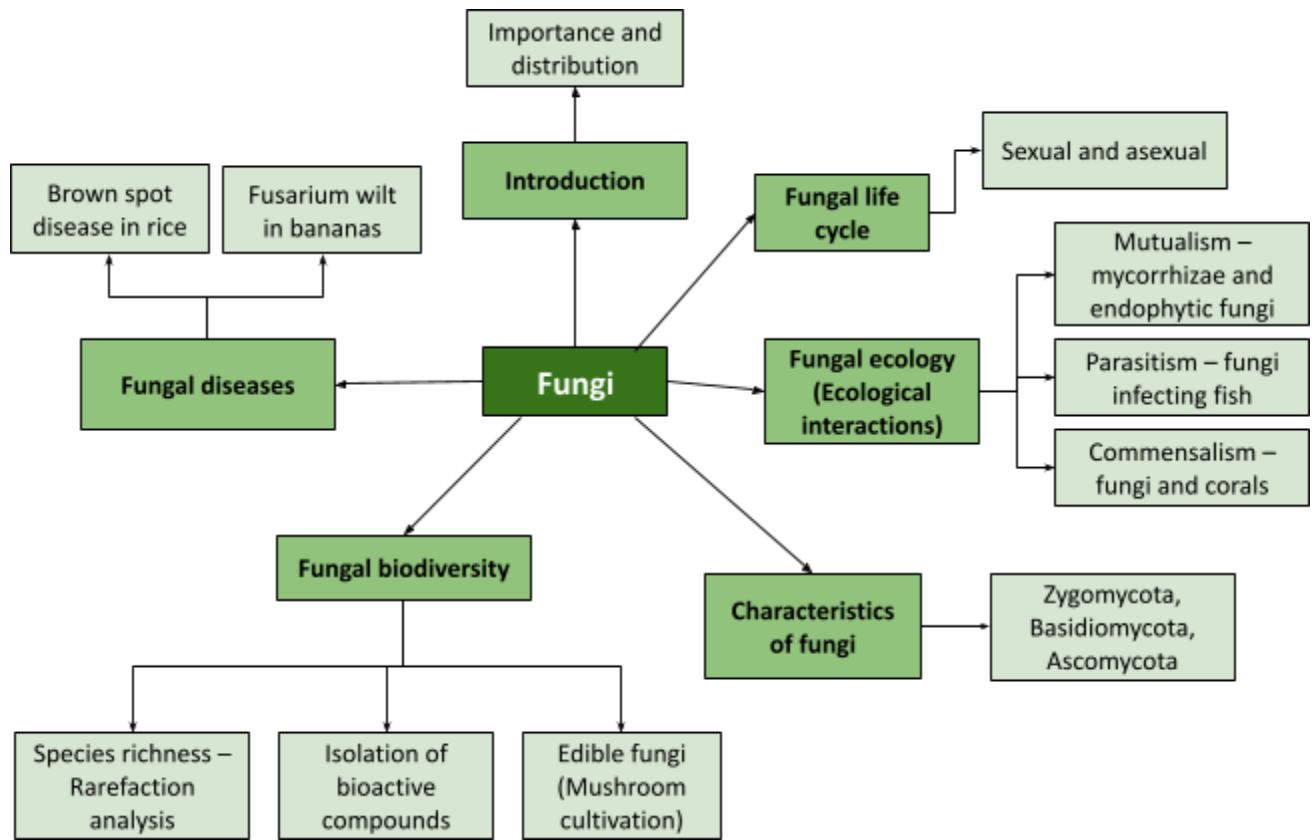 Importance and
distribution
Introduction
Sexual and asexual
Fungal life
cycle
Brown spot
disease in rice
Fusarium wilt
in bananas
Mutualism –
mycorrhizae and
endophytic fungi
Fungal diseases
Fungi
Fungal ecology
(Ecological
interactions)
Parasitism – fungi
infecting fish
Commensalism –
fungi and corals
Fungal biodiversity
Characteristics
of fungi
Zygomycota,
Basidiomycota,
Ascomycota
Species richness –
Rarefaction
analysis
Isolation of
bioactive
compounds
Edible fungi
(Mushroom
cultivation)